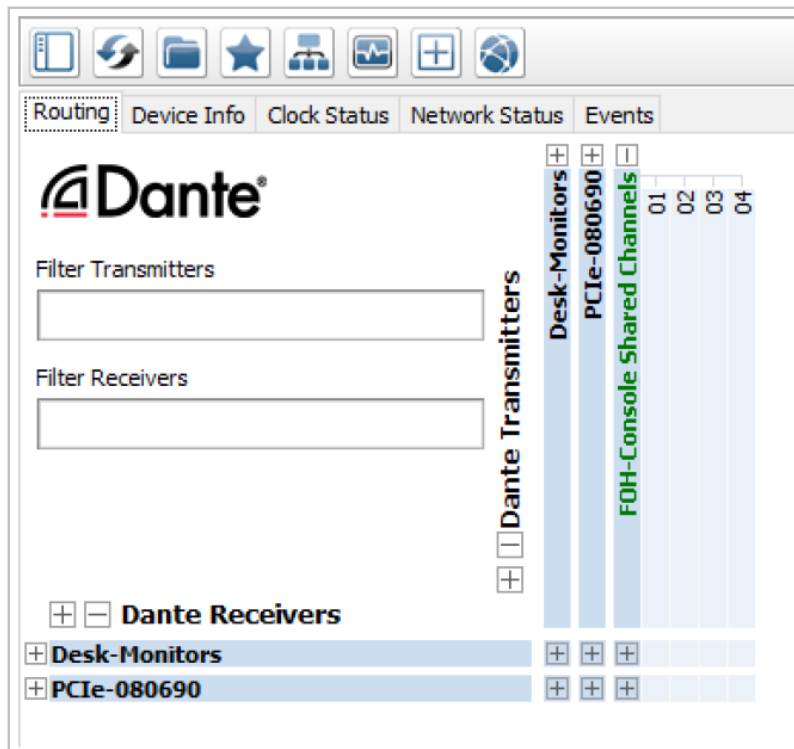 Routing
Device Info
Clock Status
Network Status
Events
Dante®
Filter Transmitters
Filter Receivers
Dante Transmitters
Desk-Monitors
PCIe-080690
FOH-Console Shared Channels
01
02
03
04
Dante Receivers
Desk-Monitors
PCIe-080690